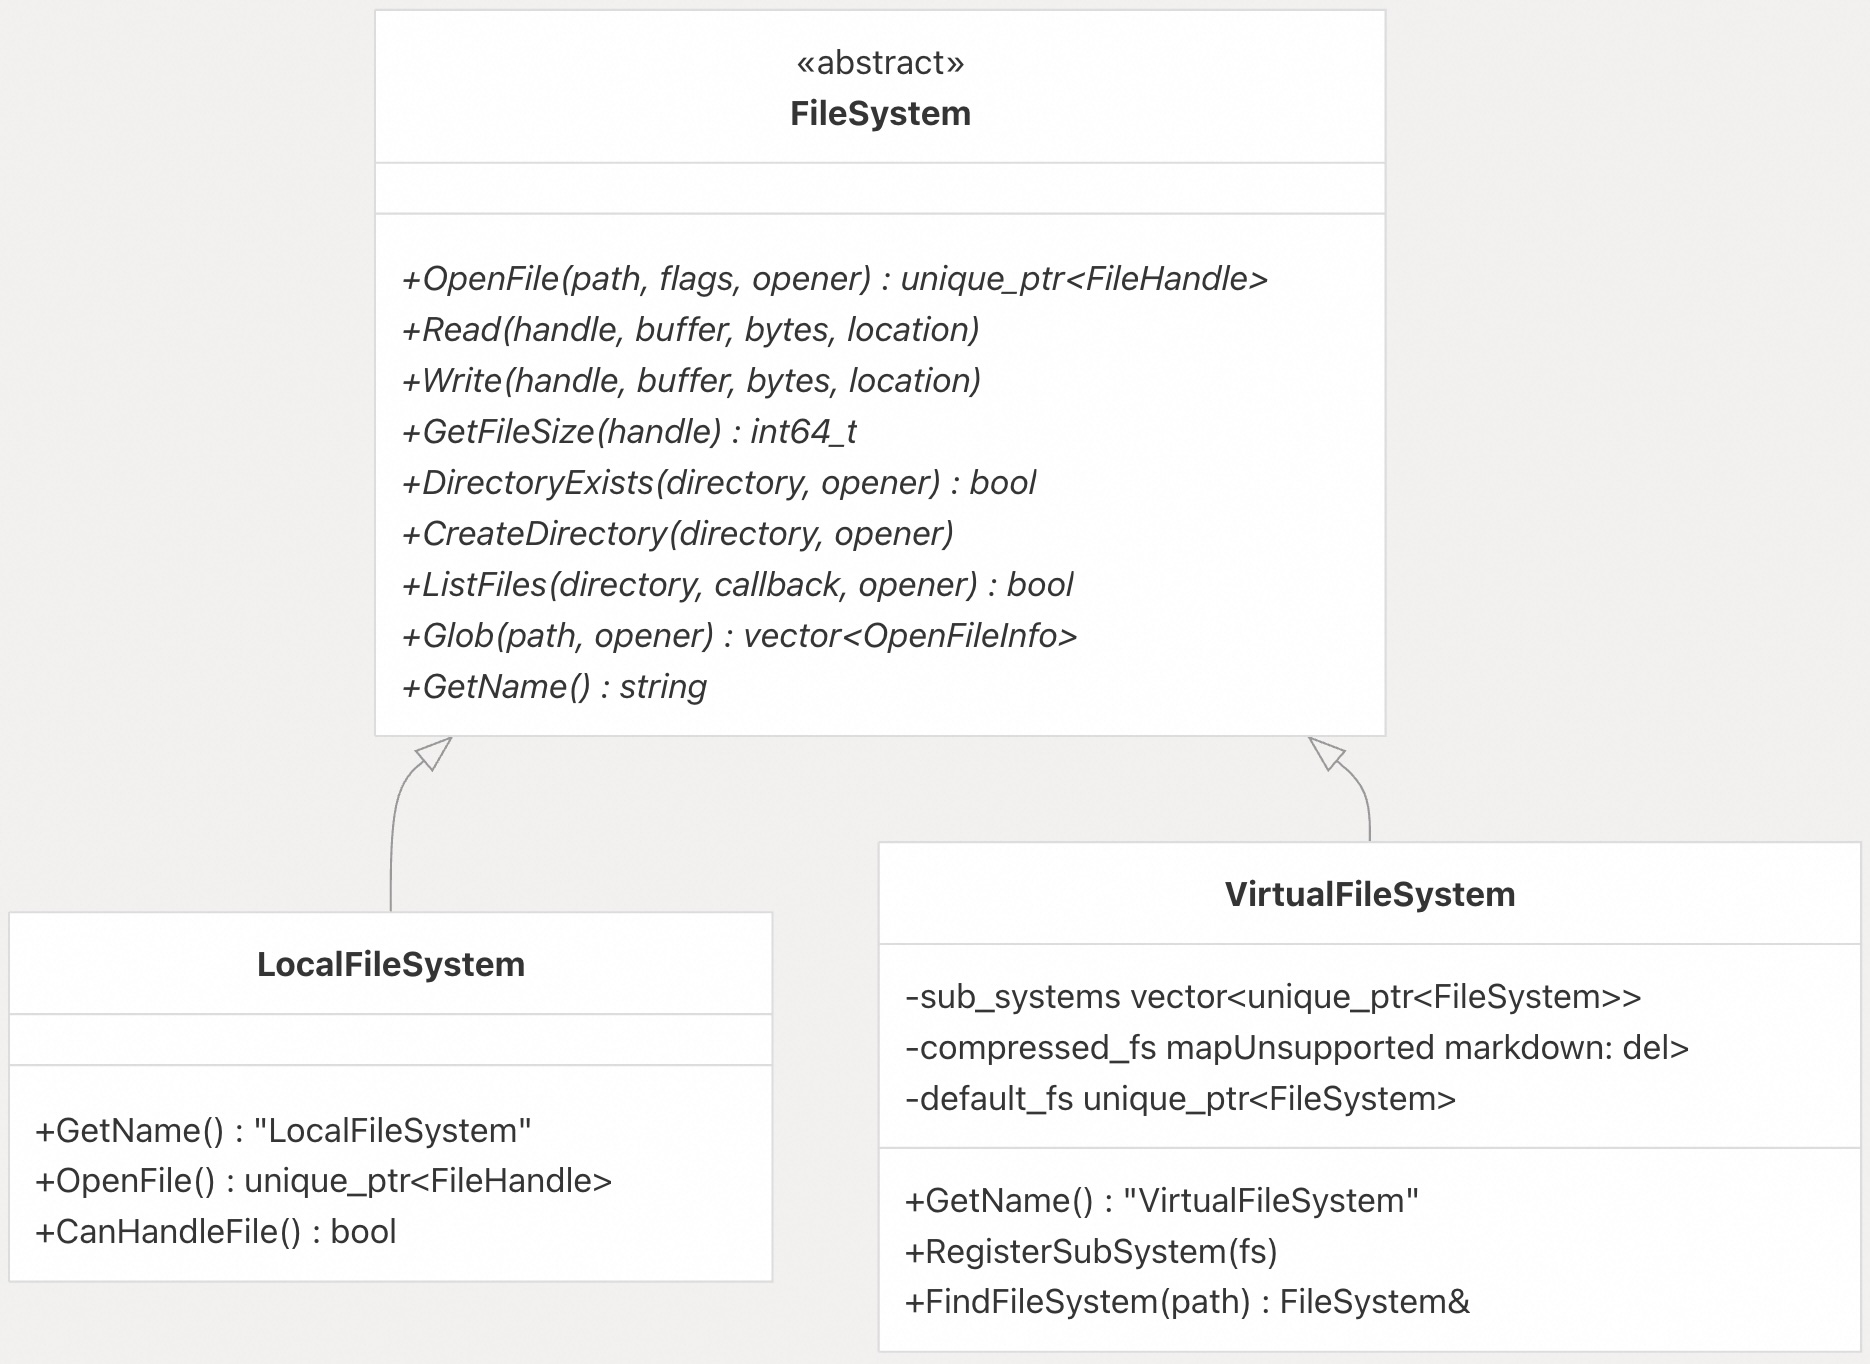 «abstract»
FileSystem
+OpenFile(path, flags, opener) : unique_ptr<FileHandle>
+Read(handle, buffer, bytes, location)
+Write(handle, buffer, bytes, location)
+GetFileSize(handle) : int64_t
+DirectoryExists(directory, opener) : bool
+CreateDirectory(directory, opener)
+ListFiles(directory, callback, opener) : bool
+Glob(path, opener) : vector<OpenFileInfo>
+GetName() : string
LocalFileSystem
+GetName() : "LocalFileSystem"
+OpenFile() : unique_ptr<FileHandle>
+CanHandleFile() : bool
VirtualFileSystem
-sub_systems vector<unique_ptr<FileSystem>>
-compressed_fs mapUnsupported markdown: del>
-default_fs unique_ptr<FileSystem>
+GetName() : "VirtualFileSystem"
+RegisterSubSystem(fs)
+FindFileSystem(path) : FileSystem&